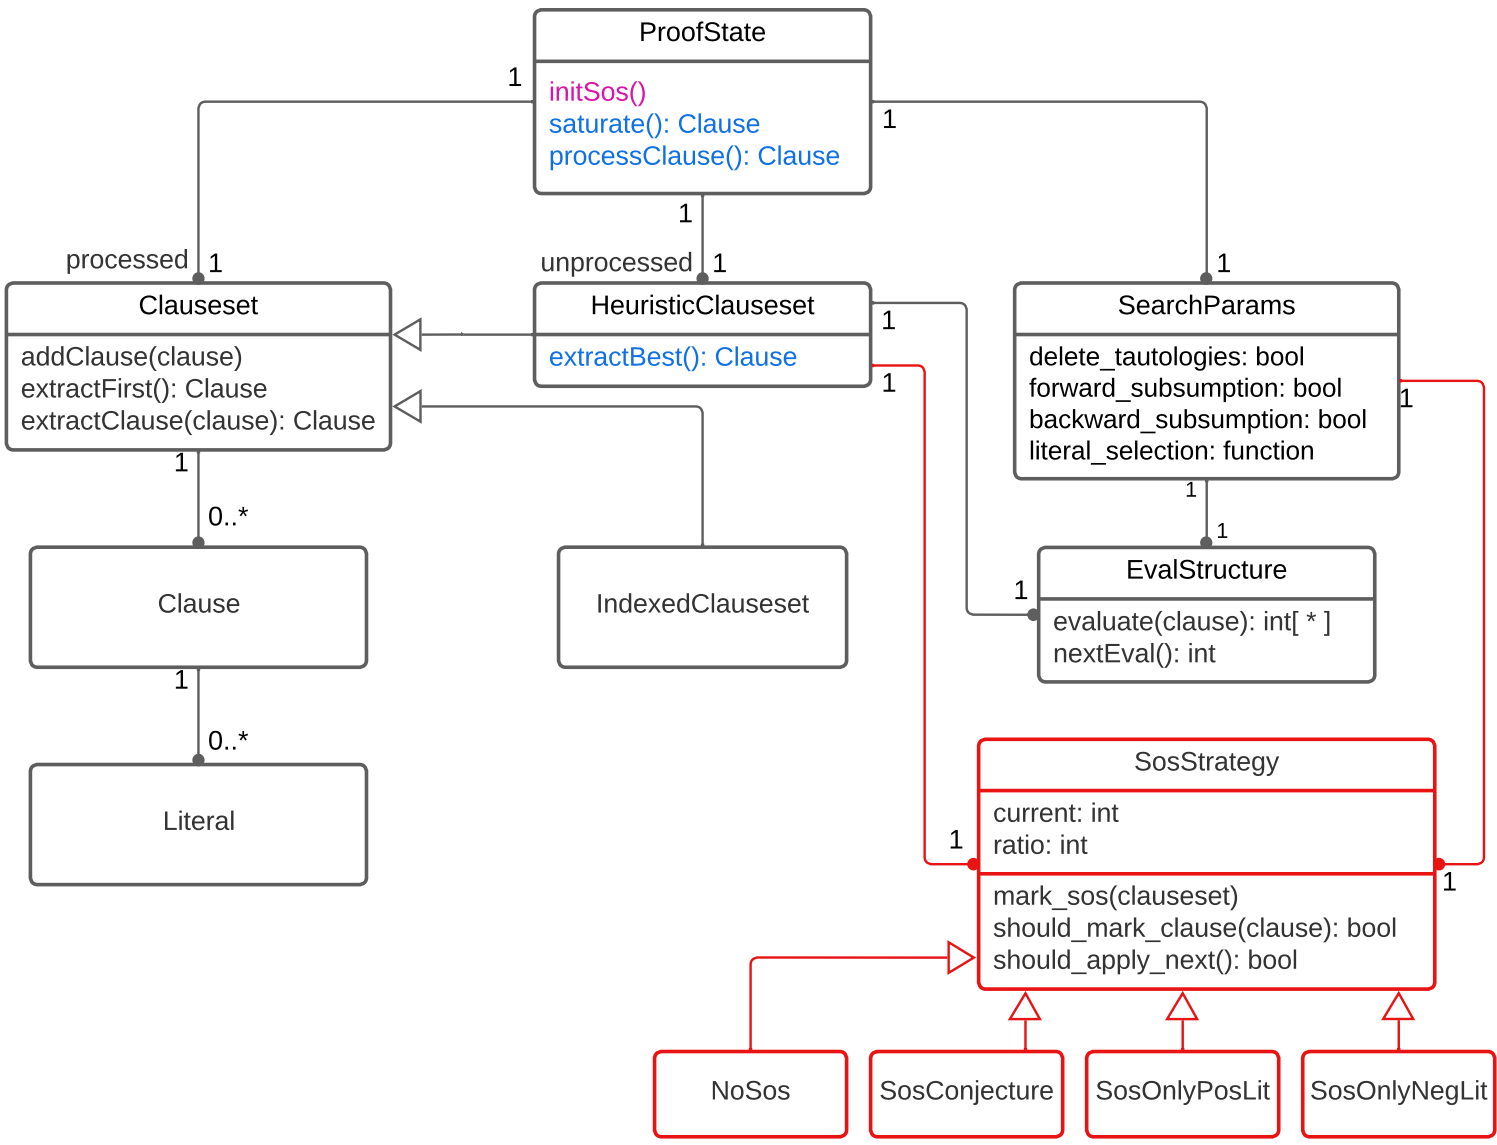 ProofState
initSos()
saturate(): Clause
processClause(): Clause
1
1
1
processed
1
unprocessed
1
1
Clauseset
addClause(clause)
extractFirst(): Clause
extractClause(clause): Clause
HeuristicClauseset
extractBest(): Clause
1
1
SearchParams
delete_tautologies: bool
forward_subsumption: bool
backward_subsumption: bool
literal_selection: function
1
1
0..*
1
1
1
Clause
IndexedClauseset
EvalStructure
evaluate(clause): int[ * ]
nextEval(): int
1
0..*
Literal
SosStrategy
current: int
ratio: int
mark_sos(clauseset)
should_mark_clause(clause): bool
should_apply_next(): bool
1
1
NoSos
SosConjecture
SosOnlyPosLit
SosOnlyNegLit